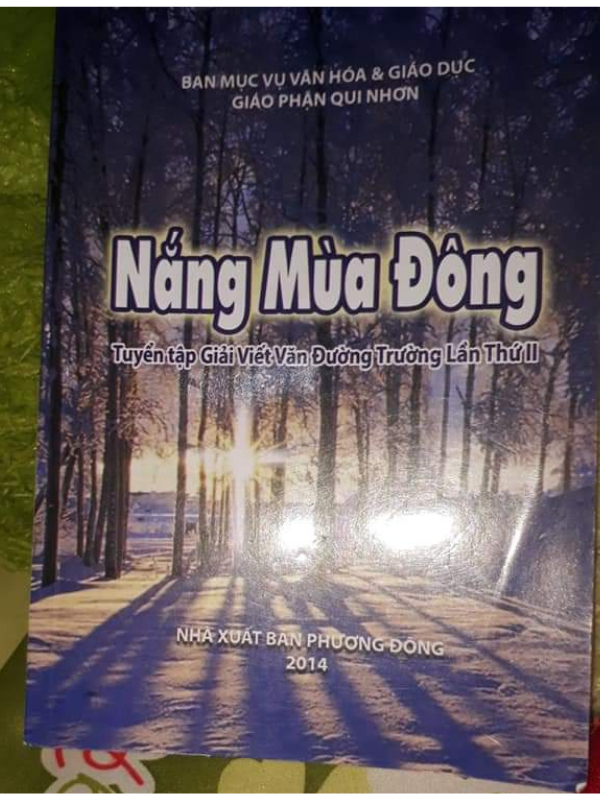 BAN MỤC VỤ VĂN HÓA & GIÁO DỤC
GIÁO PHẬN QUI NHƠN
Nắng Mùa Đông
Tuyển tập Giải Viết Văn Đường Trường Lần Thứ II
NHÀ XUẤT BẢN PHƯƠNG ĐÔNG
2014